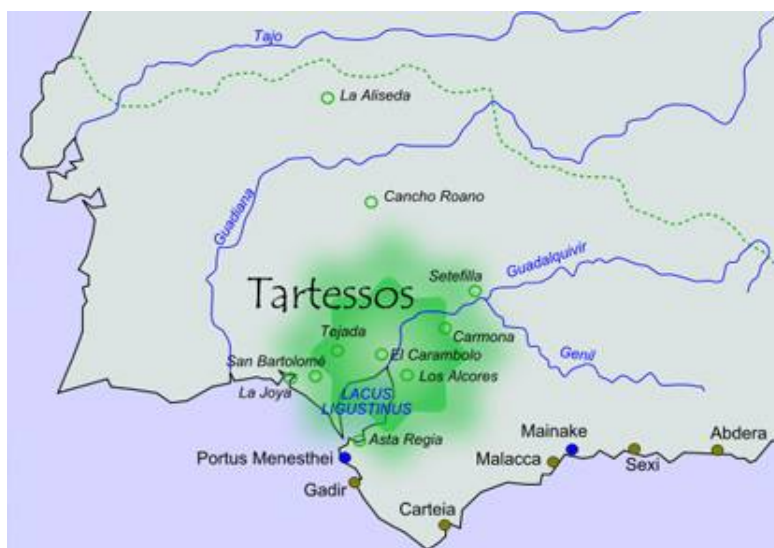 Tajo
La Aliseda
Cancho Roano
Guadiana
Guadalquivir
Setefilla
Tartessos
Tejada
Carmona
El Carambolo
San Bartolomé
Genil
Los Alcores
La Joya
LACUS
LIGUSTINUS
Asta Regia
Mainake
Abdera
Portus Menesthei
Malacca
Sexi
Gadir
Carteia